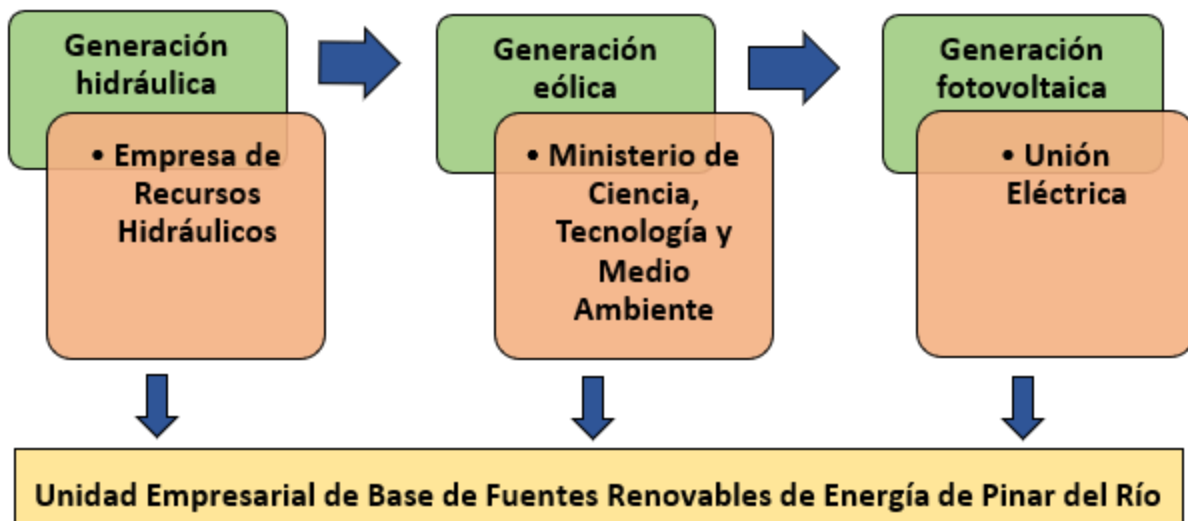 Generación
hidráulica
• Empresa de
Recursos
Hidráulicos
Generación
eólica
• Ministerio de
Ciencia,
Tecnología y
Medio
Ambiente
Generación
fotovoltaica
• Unión
Eléctrica
Unidad Empresarial de Base de Fuentes Renovables de Energía de Pinar del Río